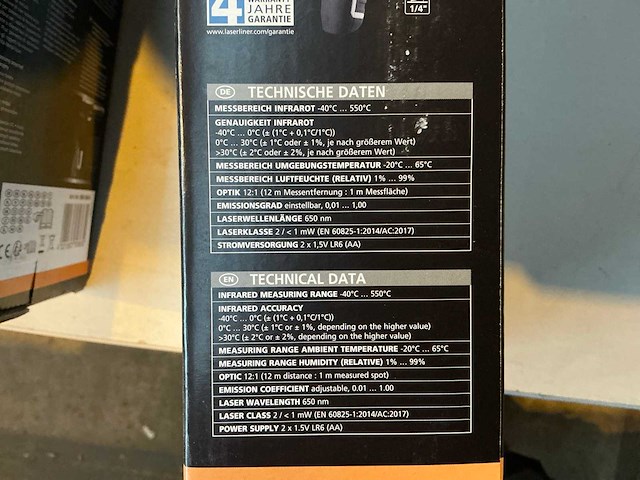 4
WARRANTY
JAHRE
GARANTIE
www.laserliner.com/garantie
1/4"
DE TECHNISCHE DATEN
MESSBEREICH INFRAROT -40°C ... 550°C
GENAUIGKEIT INFRAROT
-40°C ... 0°C (± (1°C + 0,1°C/1°C))
0°C ... 30°C (± 1°C oder ± 1%, je nach größerem Wert)
>30°C (± 2°C oder ± 2%, je nach größerem Wert)
MESSBEREICH UMGEBUNGSTEMPERATUR -20°C ... 65°C
MESSBEREICH LUFTFEUCHTE (RELATIV) 1% ... 99%
OPTIK 12:1 (12 m Messentfernung : 1 m Messfläche)
EMISSIONSGRAD einstellbar, 0,01 ... 1,00
LASERWELLENLÄNGE 650 nm
LASERKLASSE 2 / < 1 mW (EN 60825-1:2014/AC:2017)
STROMVERSORGUNG 2 x 1,5V LR6 (AA)
EN TECHNICAL DATA
INFRARED MEASURING RANGE -40°C ... 550°C
INFRARED ACCURACY
-40°C ... 0°C (± (1°C + 0,1°C/1°C))
0°C ... 30°C (± 1°C or ± 1%, depending on the higher value)
>30°C (± 2°C or ± 2%, depending on the higher value)
MEASURING RANGE AMBIENT TEMPERATURE -20°C ... 65°C
MEASURING RANGE HUMIDITY (RELATIVE) 1% ... 99%
OPTIC 12:1 (12 m distance : 1 m measured spot)
EMISSION COEFFICIENT adjustable, 0.01 ... 1.00
LASER WAVELENGTH 650 nm
LASER CLASS 2 / < 1 mW (EN 60825-1:2014/AC:2017)
POWER SUPPLY 2 x 1.5V LR6 (AA)